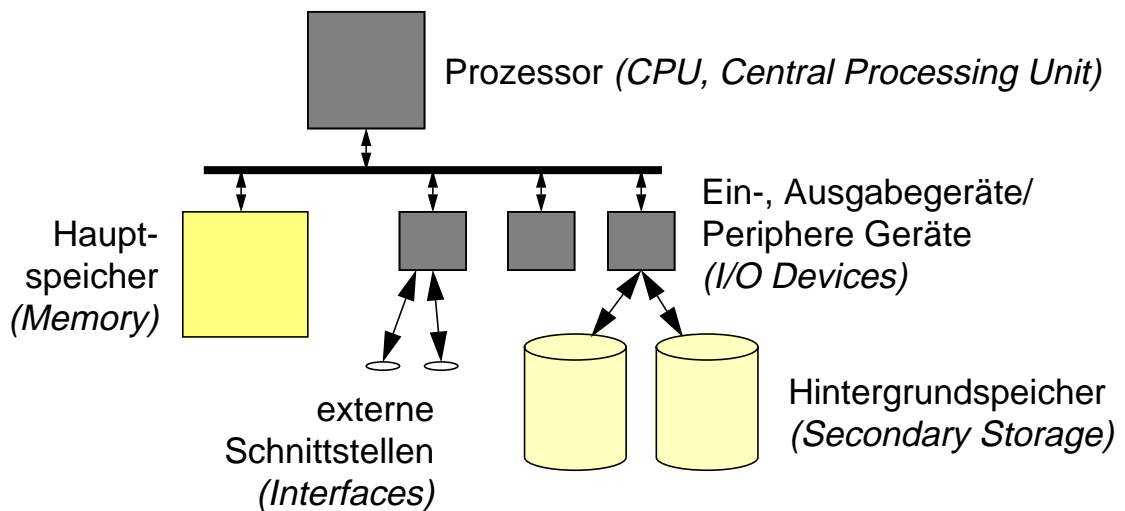 Prozessor (CPU, Central Processing Unit)
Ein-, Ausgabegeräte/
Periphere Geräte
(I/O Devices)
Haupt-
speicher
(Memory)
externe
Schnittstellen
(Interfaces)
Hintergrundspeicher
(Secondary Storage)